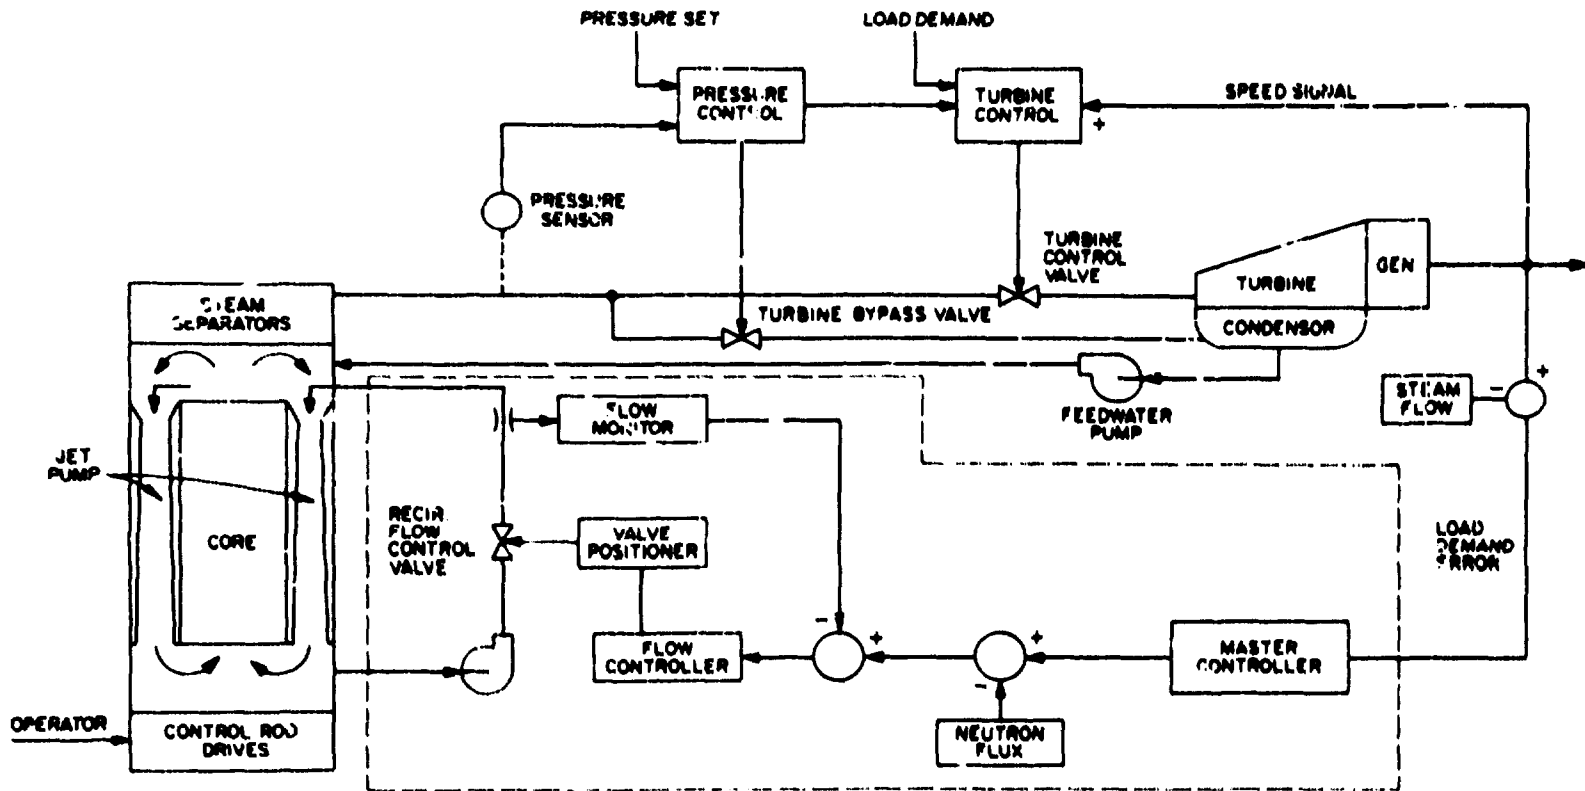 PRESSURE SET
LOAD DEMAND
PRESSURE
CONTROL
TURBINE
CONTROL
SPEED SIGNAL
+
PRESSURE
SENSOR
TURBINE
CONTROL
VALVE
TURBINE
GEN
STEAM
SEPARATORS
TURBINE BYPASS VALVE
CONDENSOR
FLOW
MONITOR
FEEDWATER
PUMP
STEAM
FLOW
-
+
JET
PUMP
CORE
RECIR.
FLOW
CONTROL
VALVE
VALVE
POSITIONER
LOAD
DEMAND
ERROR
FLOW
CONTROLLER
-
+
+
-
MASTER
CONTROLLER
OPERATOR
CONTROL ROD
DRIVES
NEUTRON
FLUX